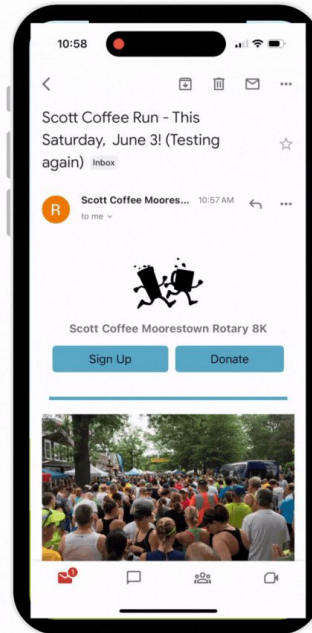 10:58
Scott Coffee Run - This
Saturday, June 3! (Testing
again) Inbox
R
Scott Coffee Moores... 10:57 AM
to me
Scott Coffee Moorestown Rotary 8K
Sign Up Donate
1